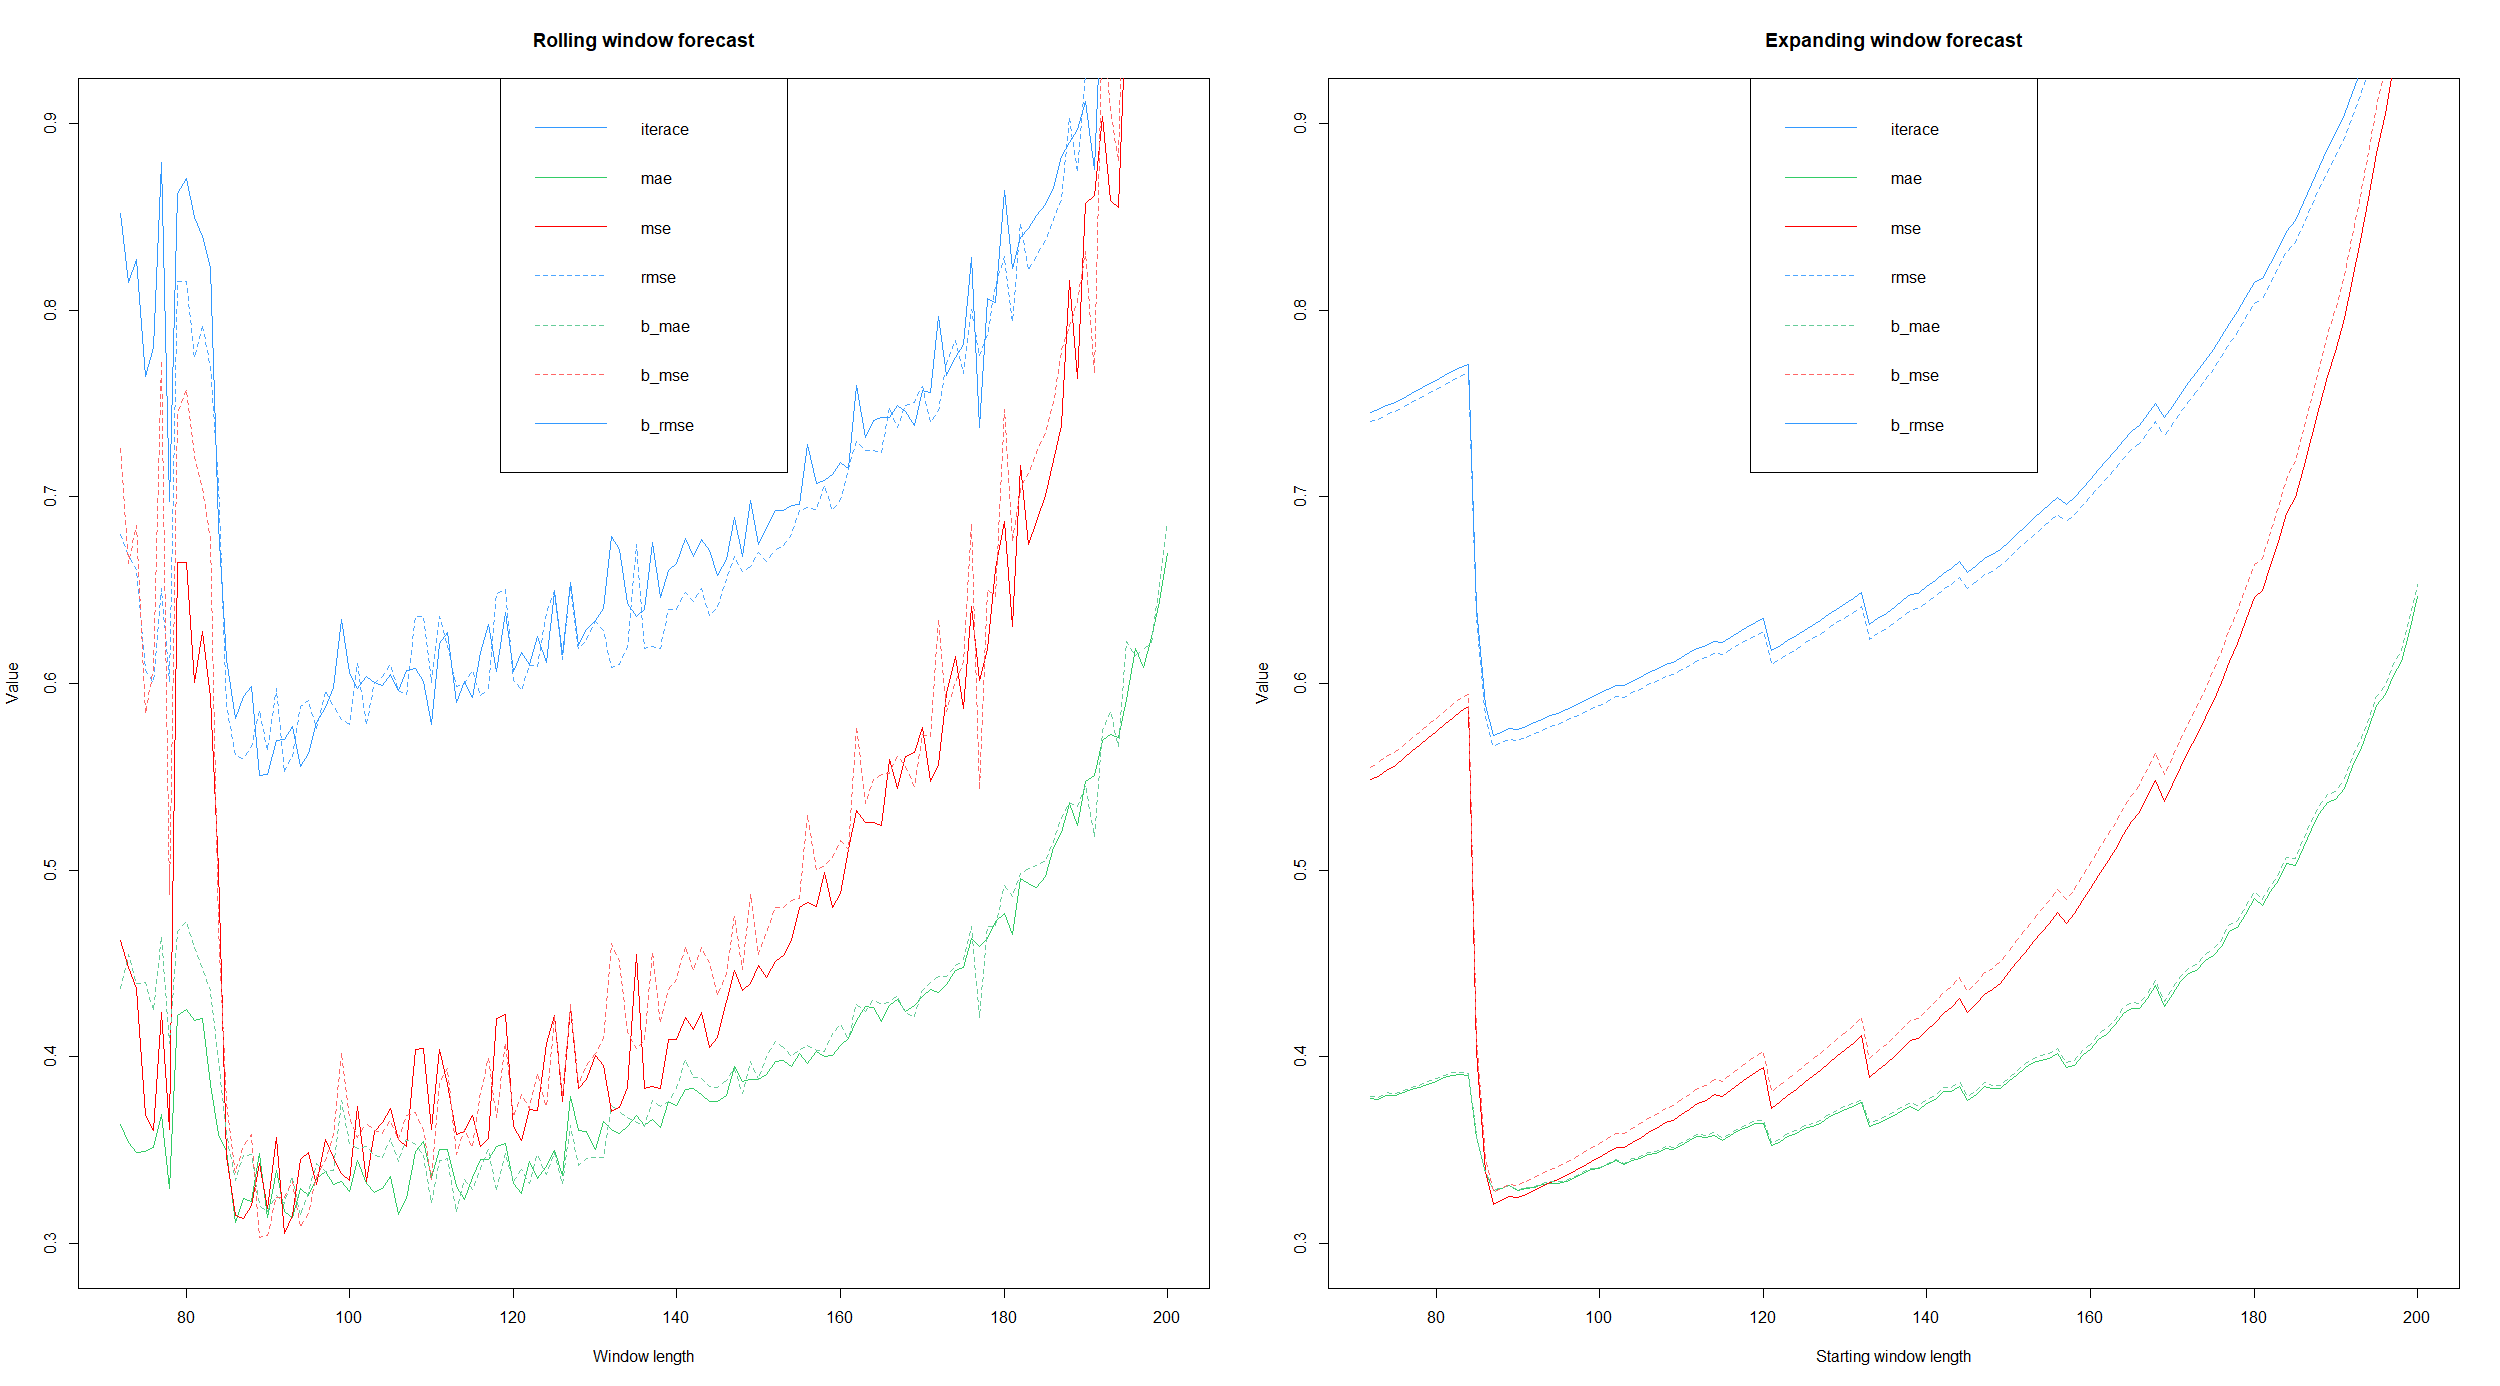 Rolling window forecast
iterace
mae
mse
rmse
b_mae
b_mse
b_rmse
Value
0.3
0.4
0.5
0.6
0.7
0.8
0.9
80 100 120 140 160 180 200
Window length
Expanding window forecast
iterace
mae
mse
rmse
b_mae
b_mse
b_rmse
Value
0.3
0.4
0.5
0.6
0.7
0.8
0.9
80 100 120 140 160 180 200
Starting window length